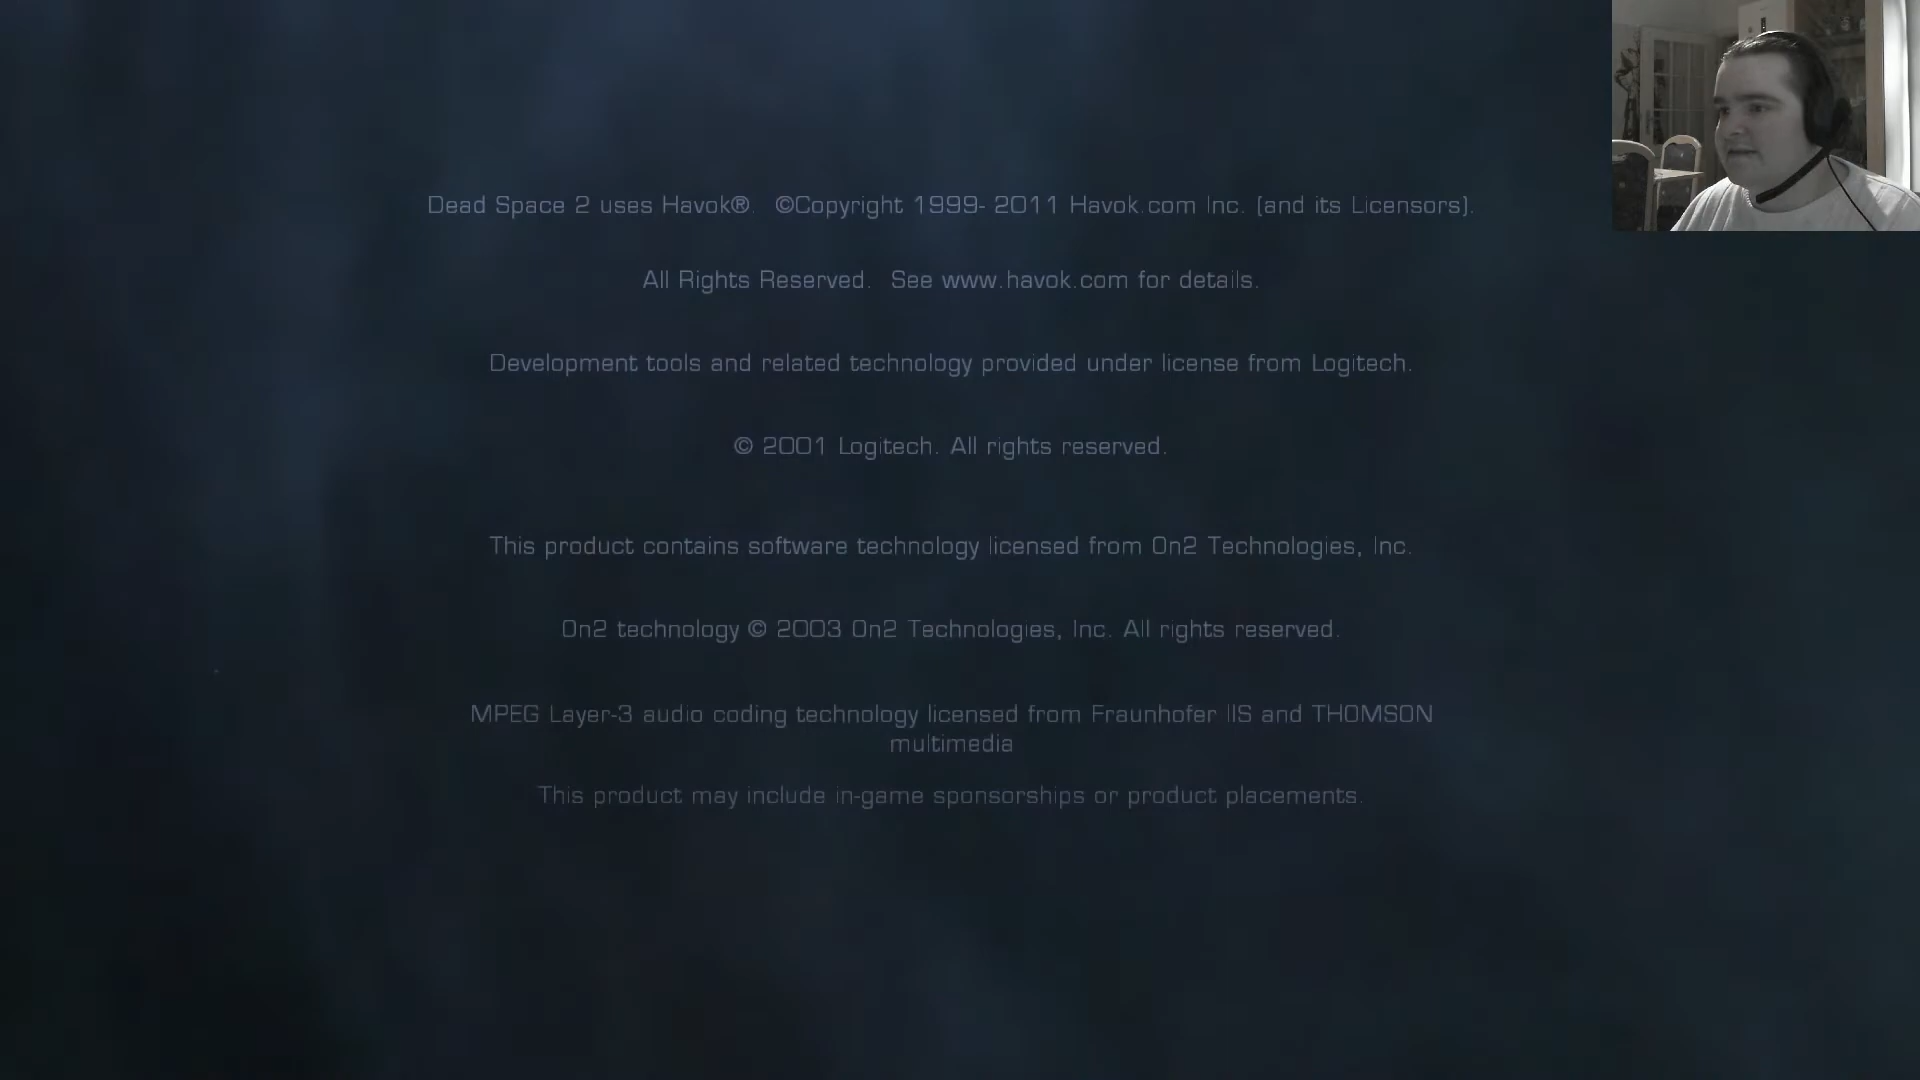 Dead Space 2 uses Havok®. ©Copyright 1999- 2011 Havok.com Inc. (and its Licensors).
All Rights Reserved. See www.havok.com for details.
Development tools and related technology provided under license from Logitech.
© 2001 Logitech. All rights reserved.
This product contains software technology licensed from On2 Technologies, Inc.
On2 technology © 2003 On2 Technologies, Inc. All rights reserved.
MPEG Layer-3 audio coding technology licensed from Fraunhofer IIS and THOMSON
multimedia
This product may include in-game sponsorships or product placements.